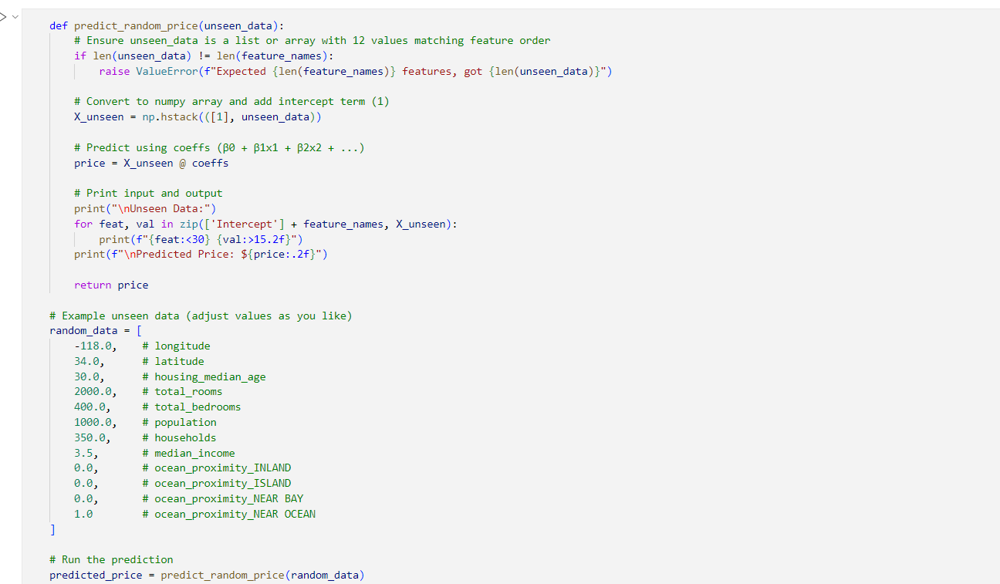 def predict_random_price(unseen_data):
    # Ensure unseen_data is a list or array with 12 values matching feature order
    if len(unseen_data) != len(feature_names):
        raise ValueError(f"Expected {len(feature_names)} features, got {len(unseen_data)}")

    # Convert to numpy array and add intercept term (1)
    X_unseen = np.hstack(([1], unseen_data))

    # Predict using coeffs (β0 + β1x1 + β2x2 + ...)
    price = X_unseen @ coeffs

    # Print input and output
    print("\nUnseen Data:")
    for feat, val in zip(['Intercept'] + feature_names, X_unseen):
        print(f"{feat:<30} {val:>15.2f}")
    print(f"\nPredicted Price: ${price:.2f}")

    return price

# Example unseen data (adjust values as you like)
random_data = [
    -118.0,    # longitude
    34.0,      # latitude
    30.0,      # housing_median_age
    2000.0,    # total_rooms
    400.0,     # total_bedrooms
    1000.0,    # population
    350.0,     # households
    3.5,       # median_income
    0.0,       # ocean_proximity_INLAND
    0.0,       # ocean_proximity_ISLAND
    0.0,       # ocean_proximity_NEAR BAY
    1.0        # ocean_proximity_NEAR OCEAN
]

# Run the prediction
predicted_price = predict_random_price(random_data)